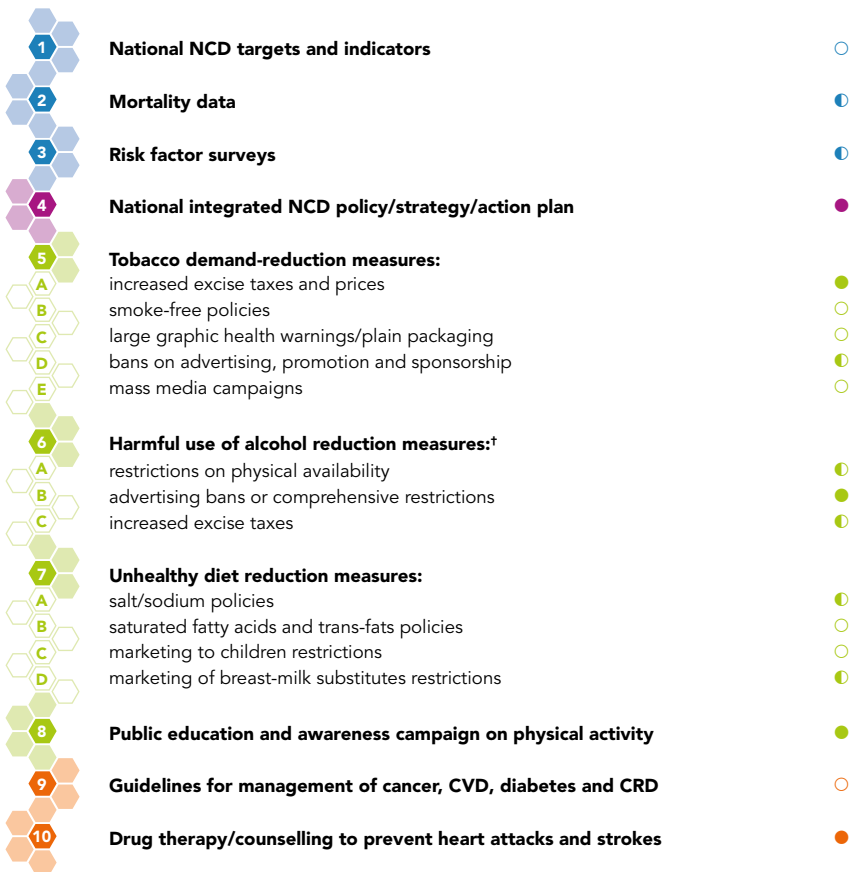 1 National NCD targets and indicators
2 Mortality data
3 Risk factor surveys
4 National integrated NCD policy/strategy/action plan
5 Tobacco demand-reduction measures:
A increased excise taxes and prices
B smoke-free policies
C large graphic health warnings/plain packaging
D bans on advertising, promotion and sponsorship
E mass media campaigns
6 Harmful use of alcohol reduction measures:†
A restrictions on physical availability
B advertising bans or comprehensive restrictions
C increased excise taxes
7 Unhealthy diet reduction measures:
A salt/sodium policies
B saturated fatty acids and trans-fats policies
C marketing to children restrictions
D marketing of breast-milk substitutes restrictions
8 Public education and awareness campaign on physical activity
9 Guidelines for management of cancer, CVD, diabetes and CRD
10 Drug therapy/counselling to prevent heart attacks and strokes